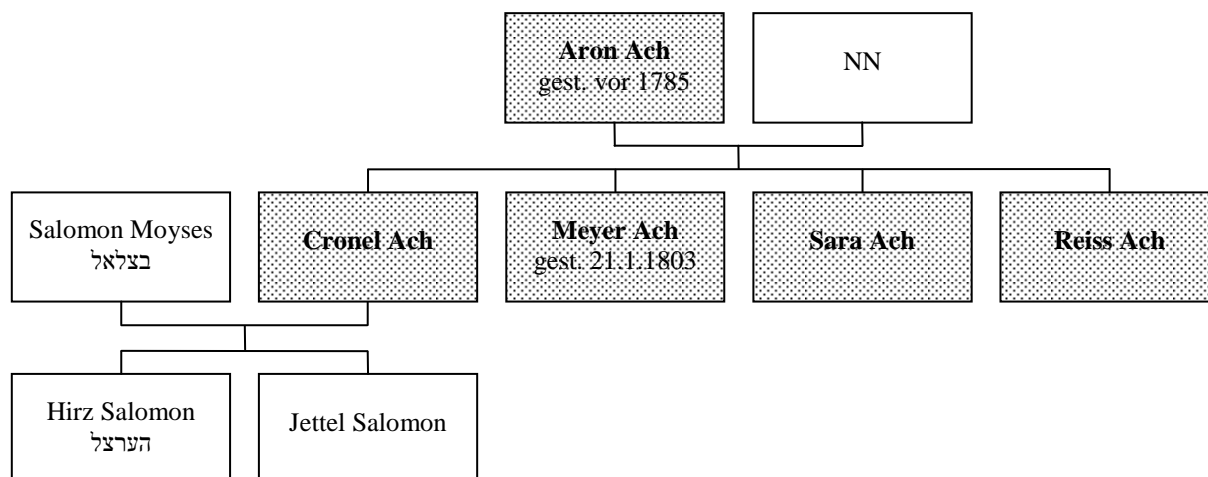 Aron Ach
gest. vor 1785
NN
Salomon Moyses
בצלאל
Cronel Ach
Meyer Ach
gest. 21.1.1803
Sara Ach
Reiss Ach
Hirz Salomon
הערצל
Jettel Salomon